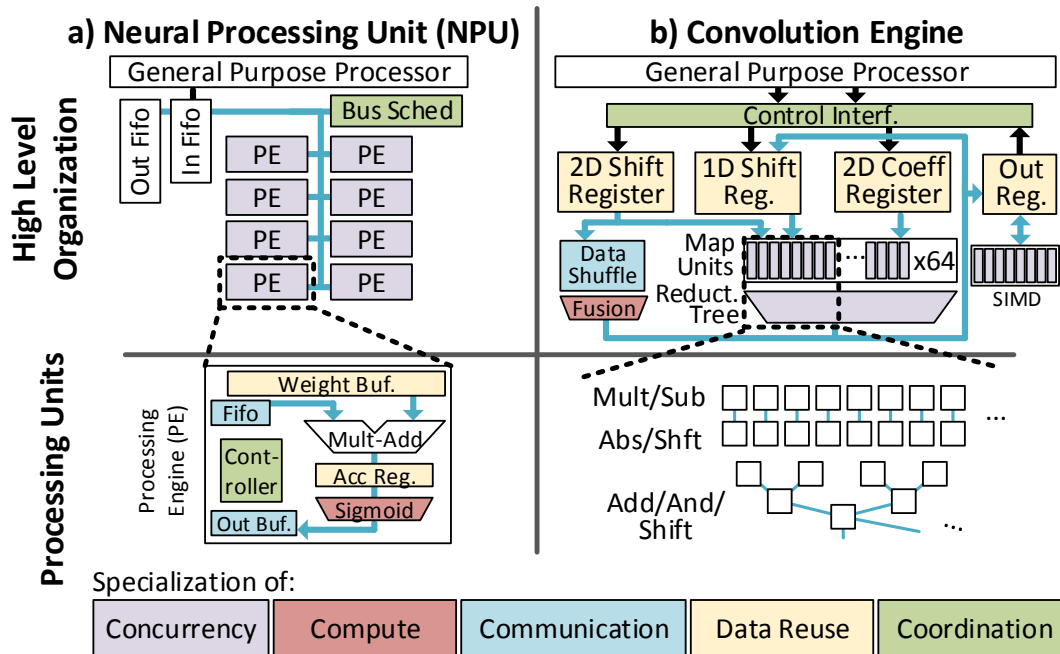 a) Neural Processing Unit (NPU)
General Purpose Processor
Out Fifo
In Fifo
Bus Sched
PE PE
PE PE
PE PE
PE PE
High Level
Organization
b) Convolution Engine
General Purpose Processor
Control Interf.
2D Shift
Register
1D Shift
Reg.
2D Coeff
Register
Out
Reg.
Data
Shuffle
Fusion
Map
Units
... x64
Reduct.
Tree
SIMD
Processing Units
Processing
Engine (PE)
Weight Buf.
Fifo
Mult-Add
Cont-
roller
Acc Reg.
Sigmoid
Out Buf.
Mult/Sub
...
Abs/Shft
Add/And/
Shift
...
Specialization of:
Concurrency Compute Communication Data Reuse Coordination